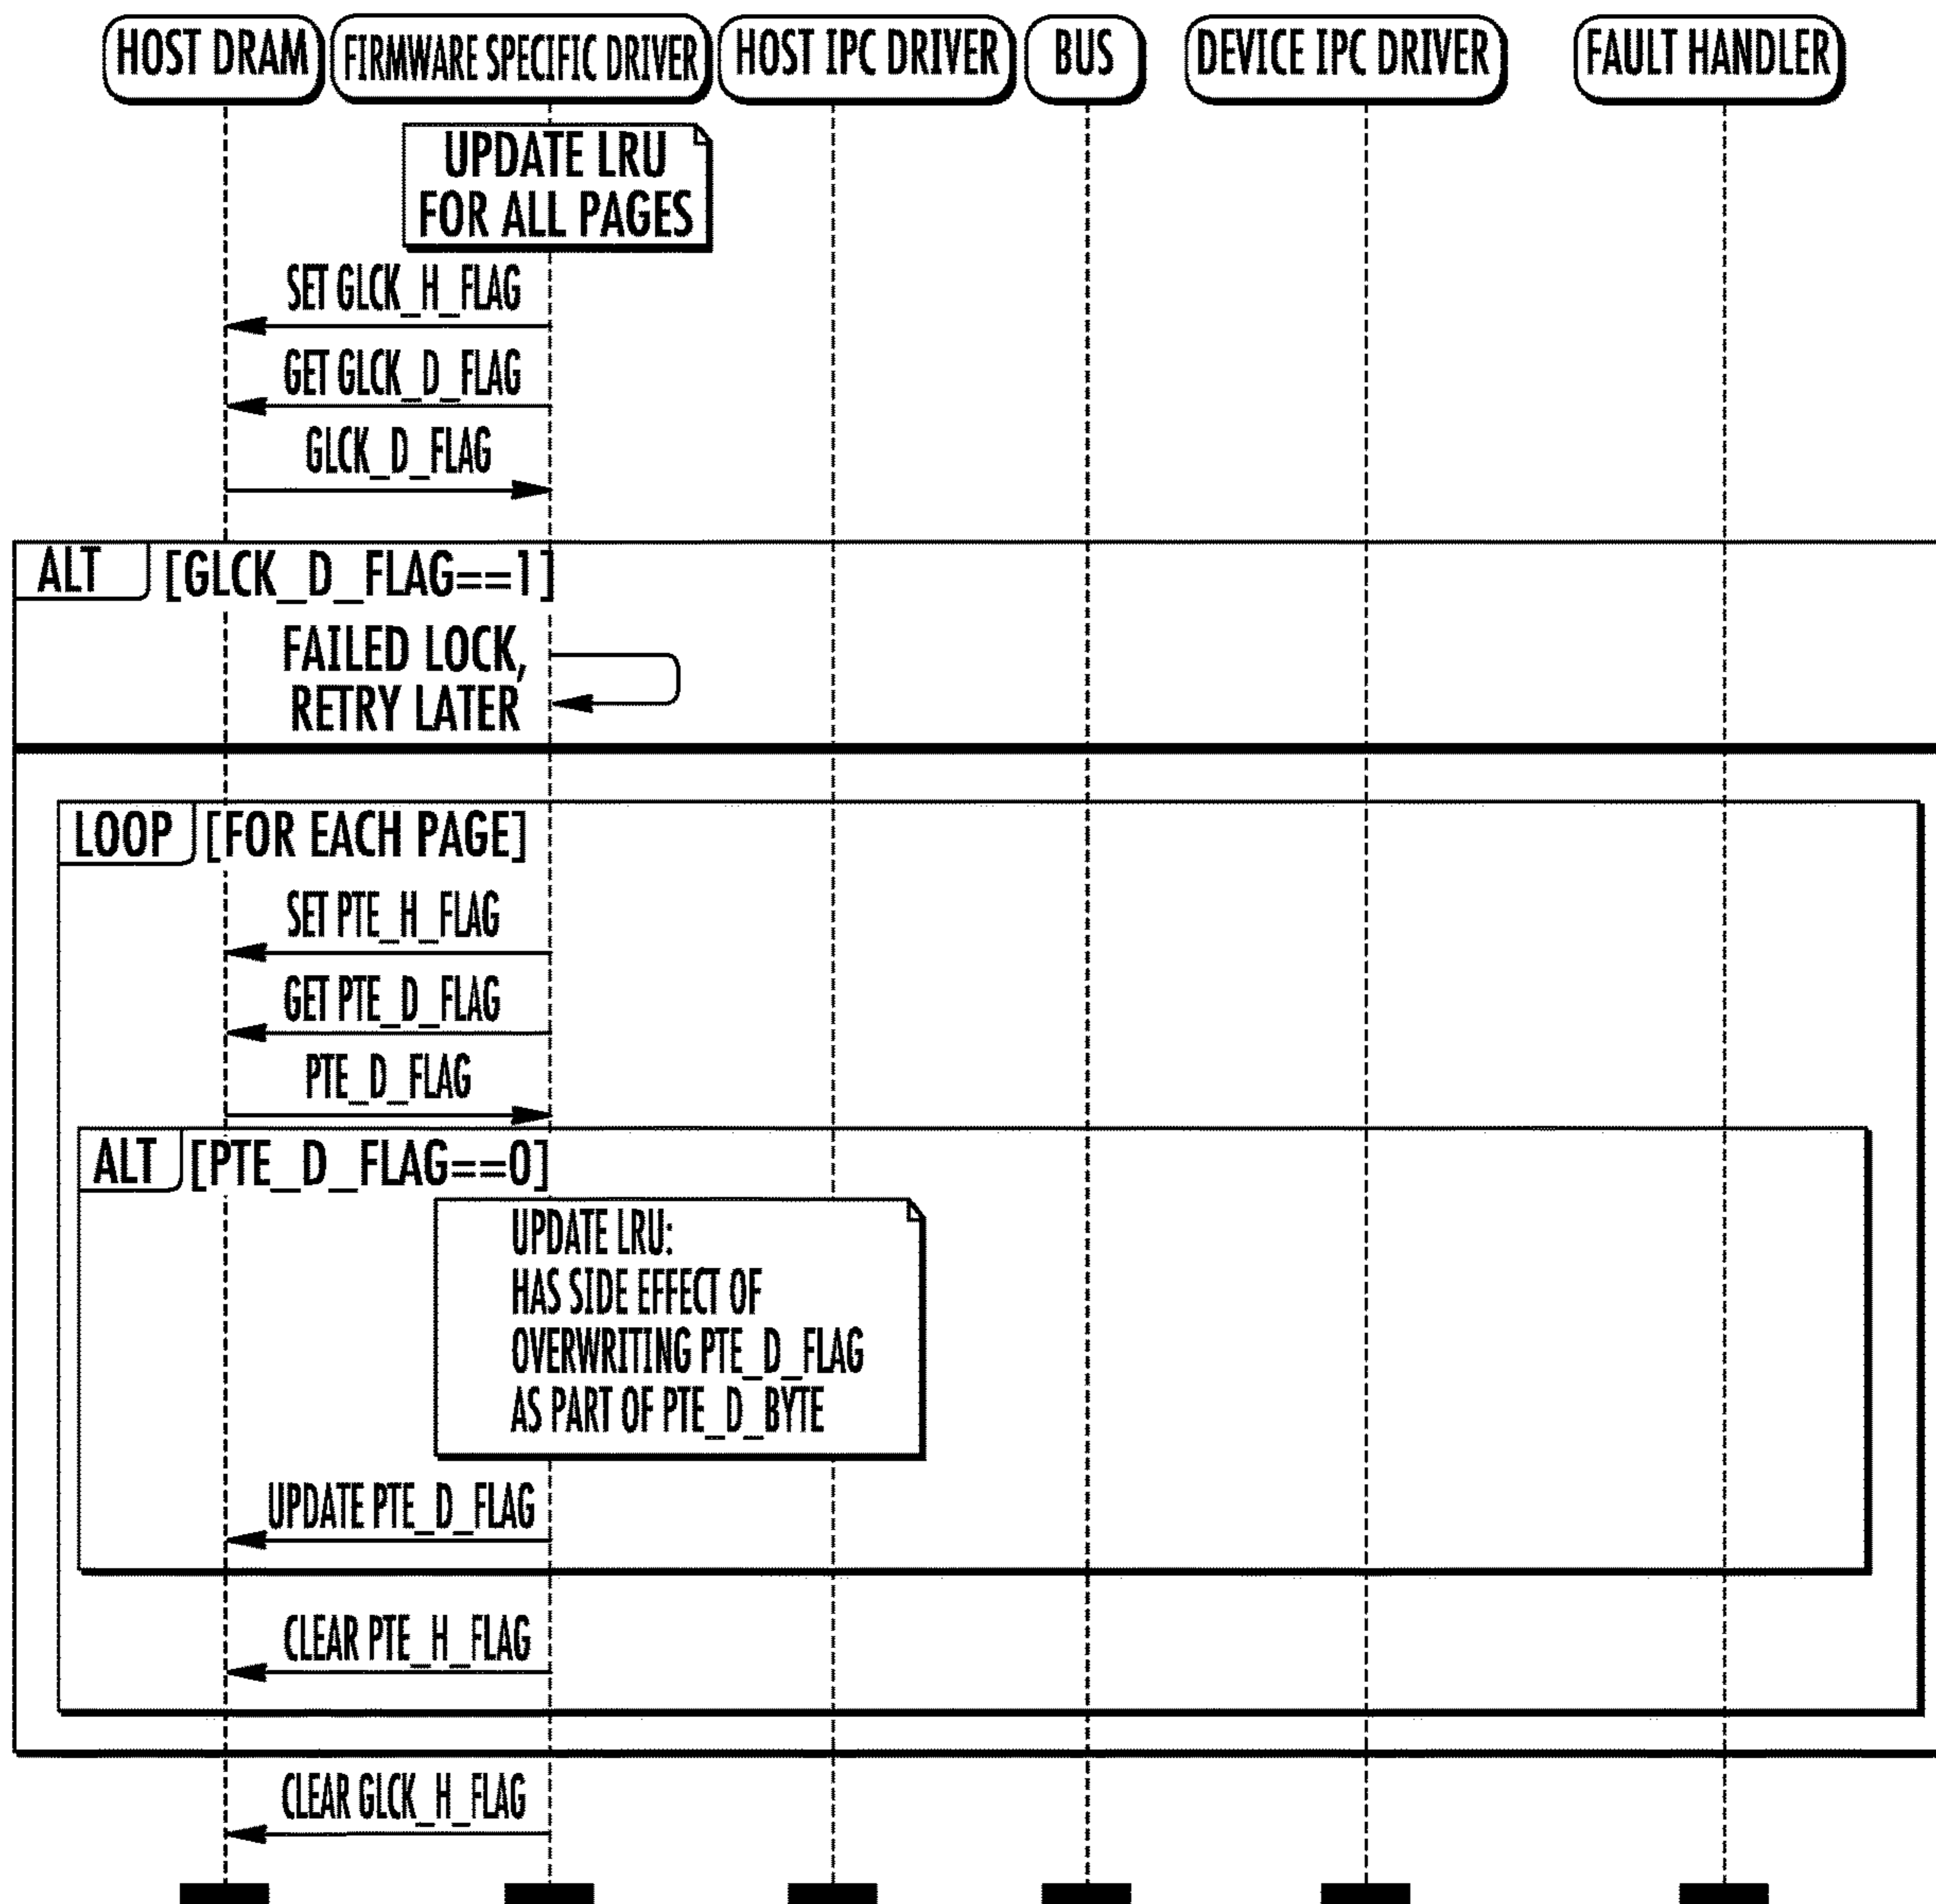 HOST DRAM
FIRMWARE SPECIFIC DRIVER
HOST IPC DRIVER
BUS
DEVICE IPC DRIVER
FAULT HANDLER
UPDATE LRU
FOR ALL PAGES
SET GLCK_H_FLAG
GET GLCK_D_FLAG
GLCK_D_FLAG
ALT [GLCK_D_FLAG==1]
FAILED LOCK,
RETRY LATER
LOOP [FOR EACH PAGE]
SET PTE_H_FLAG
GET PTE_D_FLAG
PTE_D_FLAG
ALT [PTE_D_FLAG==0]
UPDATE LRU:
HAS SIDE EFFECT OF
OVERWRITING PTE_D_FLAG
AS PART OF PTE_D_BYTE
UPDATE PTE_D_FLAG
CLEAR PTE_H_FLAG
CLEAR GLCK_H_FLAG